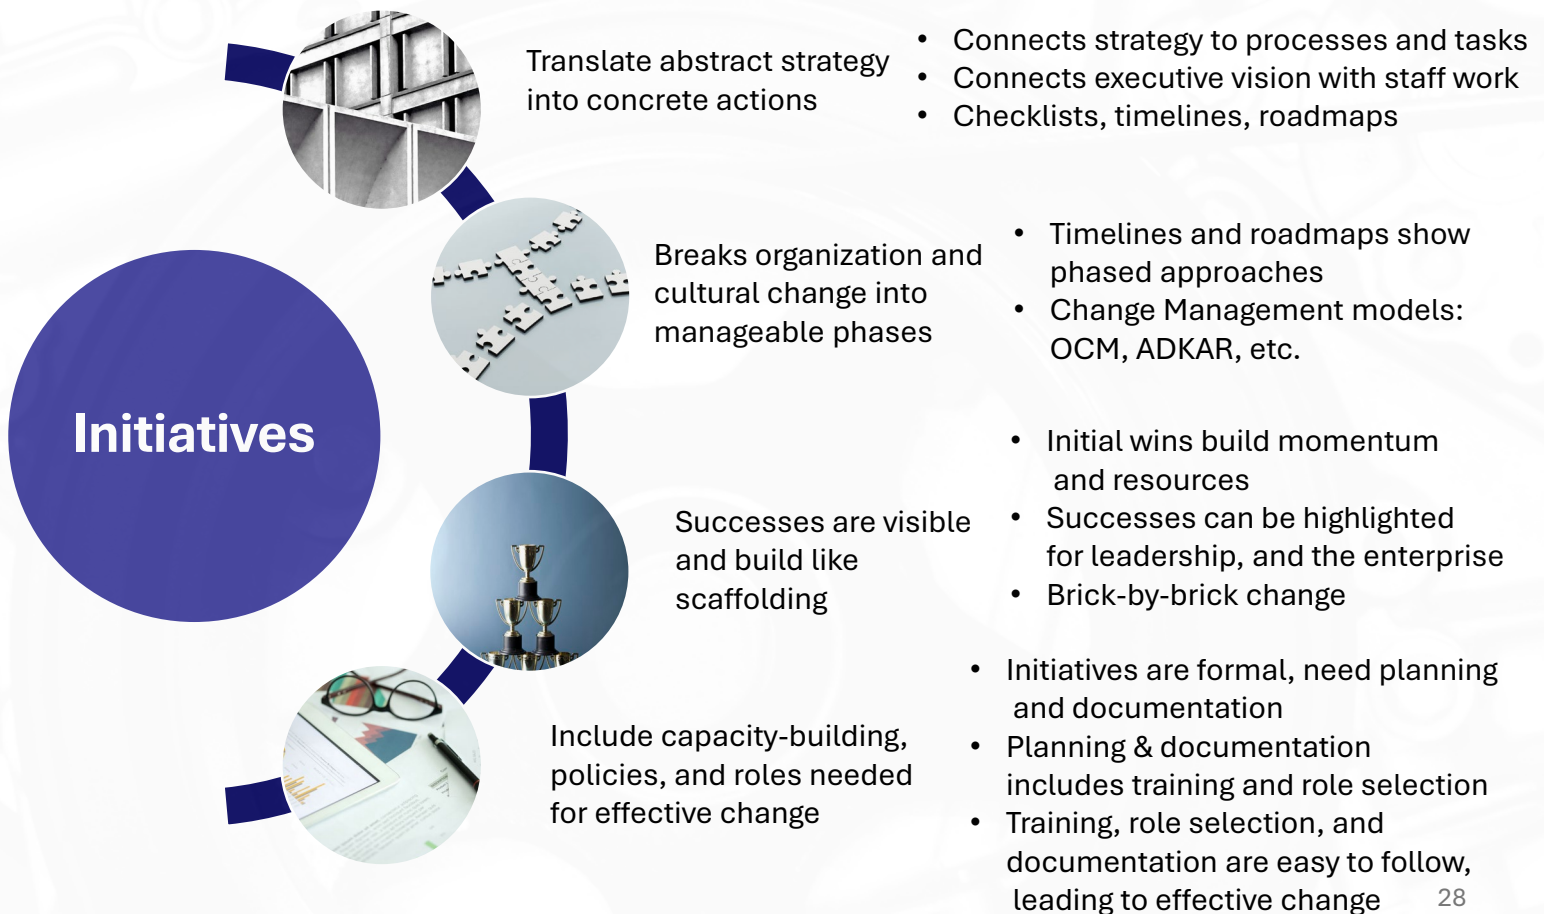 Initiatives
Translate abstract strategy
into concrete actions
• Connects strategy to processes and tasks
• Connects executive vision with staff work
• Checklists, timelines, roadmaps
Breaks organization and
cultural change into
manageable phases
• Timelines and roadmaps show
phased approaches
• Change Management models:
OCM, ADKAR, etc.
Successes are visible
and build like
scaffolding
• Initial wins build momentum
and resources
• Successes can be highlighted
for leadership, and the enterprise
• Brick-by-brick change
Include capacity-building,
policies, and roles needed
for effective change
• Initiatives are formal, need planning
and documentation
• Planning & documentation
includes training and role selection
• Training, role selection, and
documentation are easy to follow,
leading to effective change
28